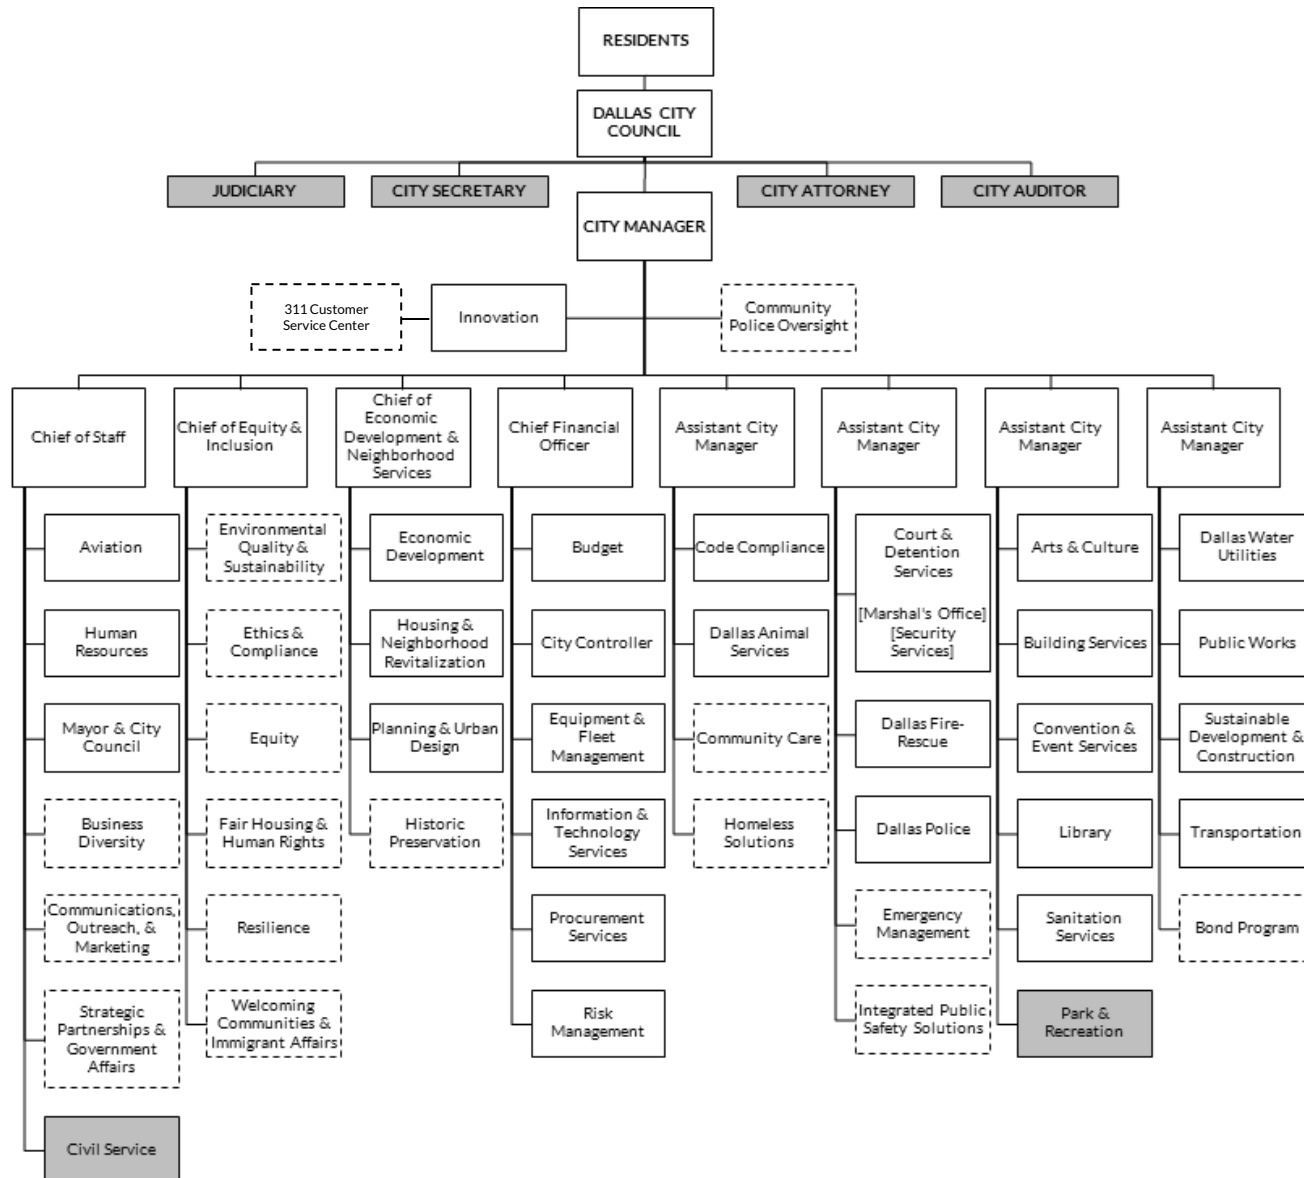 RESIDENTS
DALLAS CITY
COUNCIL
JUDICIARY
CITY SECRETARY
CITY ATTORNEY
CITY AUDITOR
CITY MANAGER
311 Customer
Service Center
Innovation
Community
Police Oversight
Chief of Staff
Chief of Equity &
Inclusion
Chief of
Economic
Development &
Neighborhood
Services
Chief Financial
Officer
Assistant City
Manager
Assistant City
Manager
Assistant City
Manager
Assistant City
Manager
Aviation
Human
Resources
Mayor & City
Council
Business
Diversity
Communications,
Outreach, &
Marketing
Strategic
Partnerships &
Government
Affairs
Civil Service
Environmental
Quality &
Sustainability
Ethics &
Compliance
Equity
Fair Housing &
Human Rights
Resilience
Welcoming
Communities &
Immigrant Affairs
Economic
Development
Housing &
Neighborhood
Revitalization
Planning & Urban
Design
Historic
Preservation
Budget
City Controller
Equipment &
Fleet
Management
Information &
Technology
Services
Procurement
Services
Risk
Management
Code Compliance
Dallas Animal
Services
Community Care
Homeless
Solutions
Court &
Detention
Services
[Marshal's Office]
[Security
Services]
Dallas Fire-
Rescue
Dallas Police
Emergency
Management
Integrated Public
Safety Solutions
Arts & Culture
Building Services
Convention &
Event Services
Library
Sanitation
Services
Park &
Recreation
Dallas Water
Utilities
Public Works
Sustainable
Development &
Construction
Transportation
Bond Program